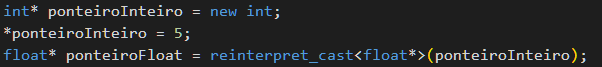 int* ponteiroInteiro = new int;
*ponteiroInteiro = 5;
float* ponteiroFloat = reinterpret_cast<float*>(ponteiroInteiro);